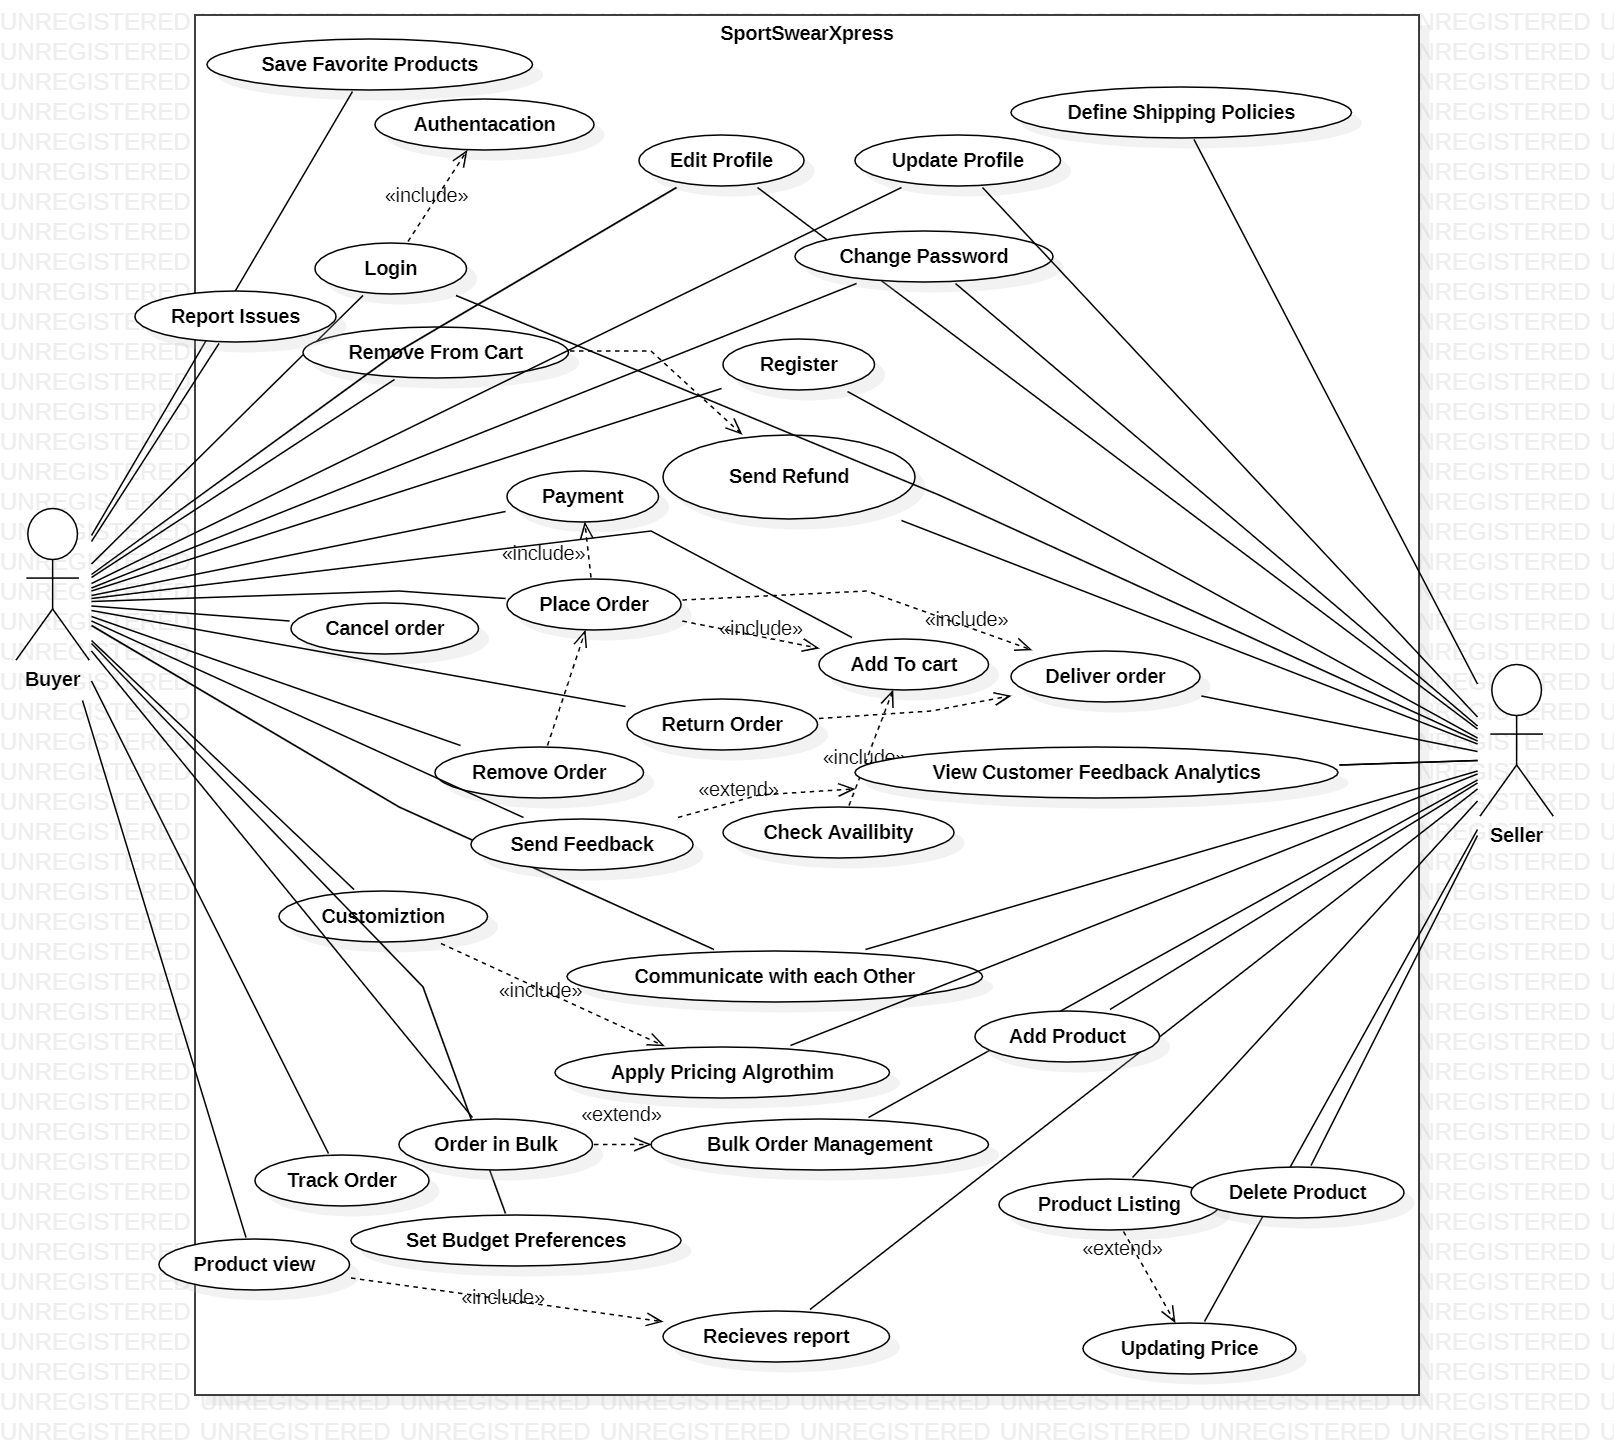 SportSwearXpress
Save Favorite Products
Define Shipping Policies
Authentacation
Edit Profile
Update Profile
«include»
Change Password
Login
Report Issues
Remove From Cart
Register
Send Refund
Payment
«include»
Place Order
«include»
«include»
Cancel order
Add To cart
Deliver order
Buyer
Return Order
«include»
Remove Order
View Customer Feedback Analytics
«extend»
Check Availibity
Seller
Send Feedback
Customiztion
Communicate with each Other
«include»
Add Product
Apply Pricing Algrothim
«extend»
Order in Bulk
Bulk Order Management
Track Order
Delete Product
Product Listing
Set Budget Preferences
«extend»
Product view
«include»
Recieves report
Updating Price
UNREGISTERED